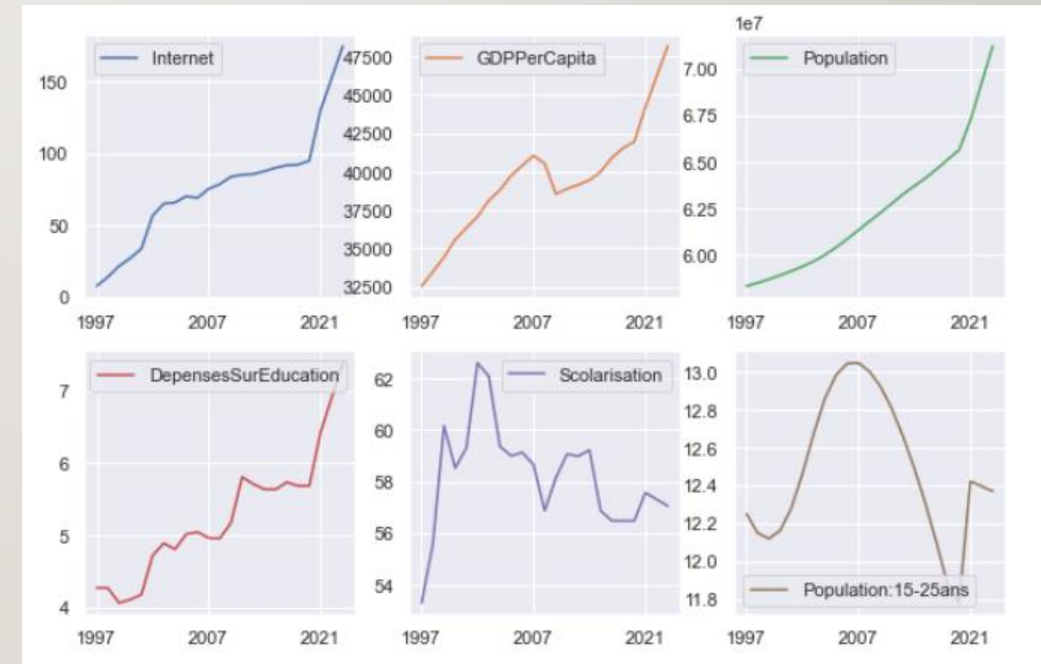 Internet
150
100
50
0
1997 2007 2021
GDPPerCapita
47500
45000
42500
40000
37500
35000
32500
1997 2007 2021
1e7
Population
7.00
6.75
6.50
6.25
6.00
1997 2007 2021
DepensesSurEducation
7
6
5
4
1997 2007 2021
Scolarisation
62
60
58
56
54
1997 2007 2021
13.0
12.8
12.6
12.4
12.2
12.0
11.8
Population:15-25ans
1997 2007 2021